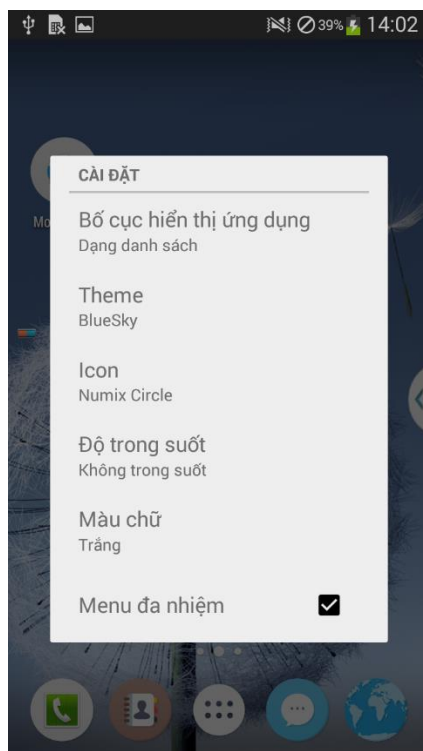 39% 14:02
CÀI ĐẶT
Mo
Bố cục hiển thị ứng dụng
Dạng danh sách
Theme
BlueSky
Icon
Numix Circle
Độ trong suốt
Không trong suốt
Màu chữ
Trắng
Menu đa nhiệm